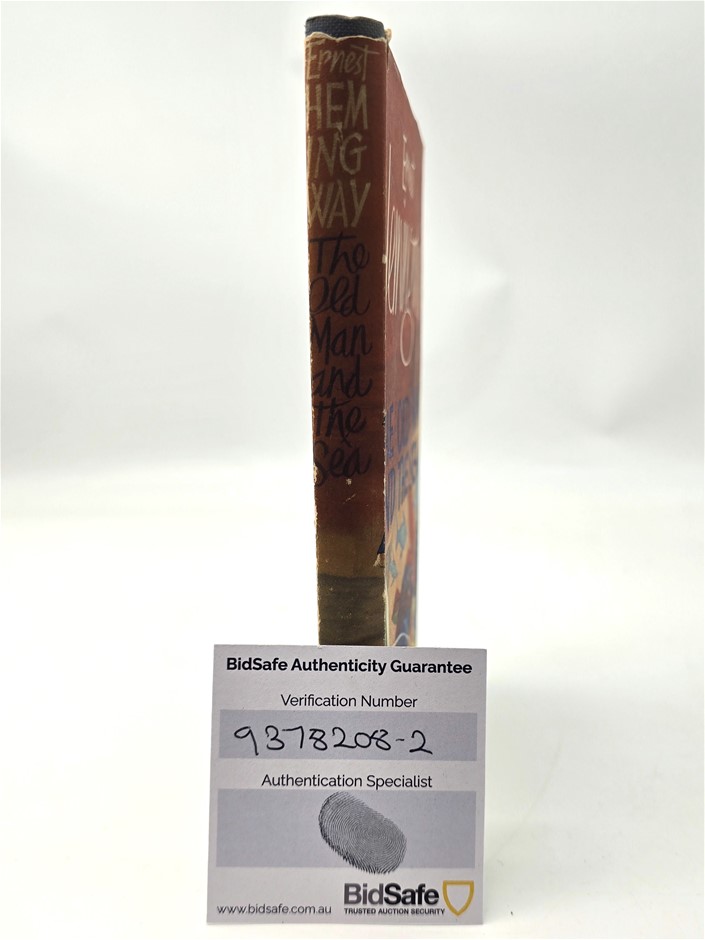 Ernest
HEM
ING
WAY
The
Old
Man
and
the
Sea
BidSafe Authenticity Guarantee
Verification Number
9378208-2
Authentication Specialist
BidSafe
TRUSTED AUCTION SECURITY
www.bidsafe.com.au